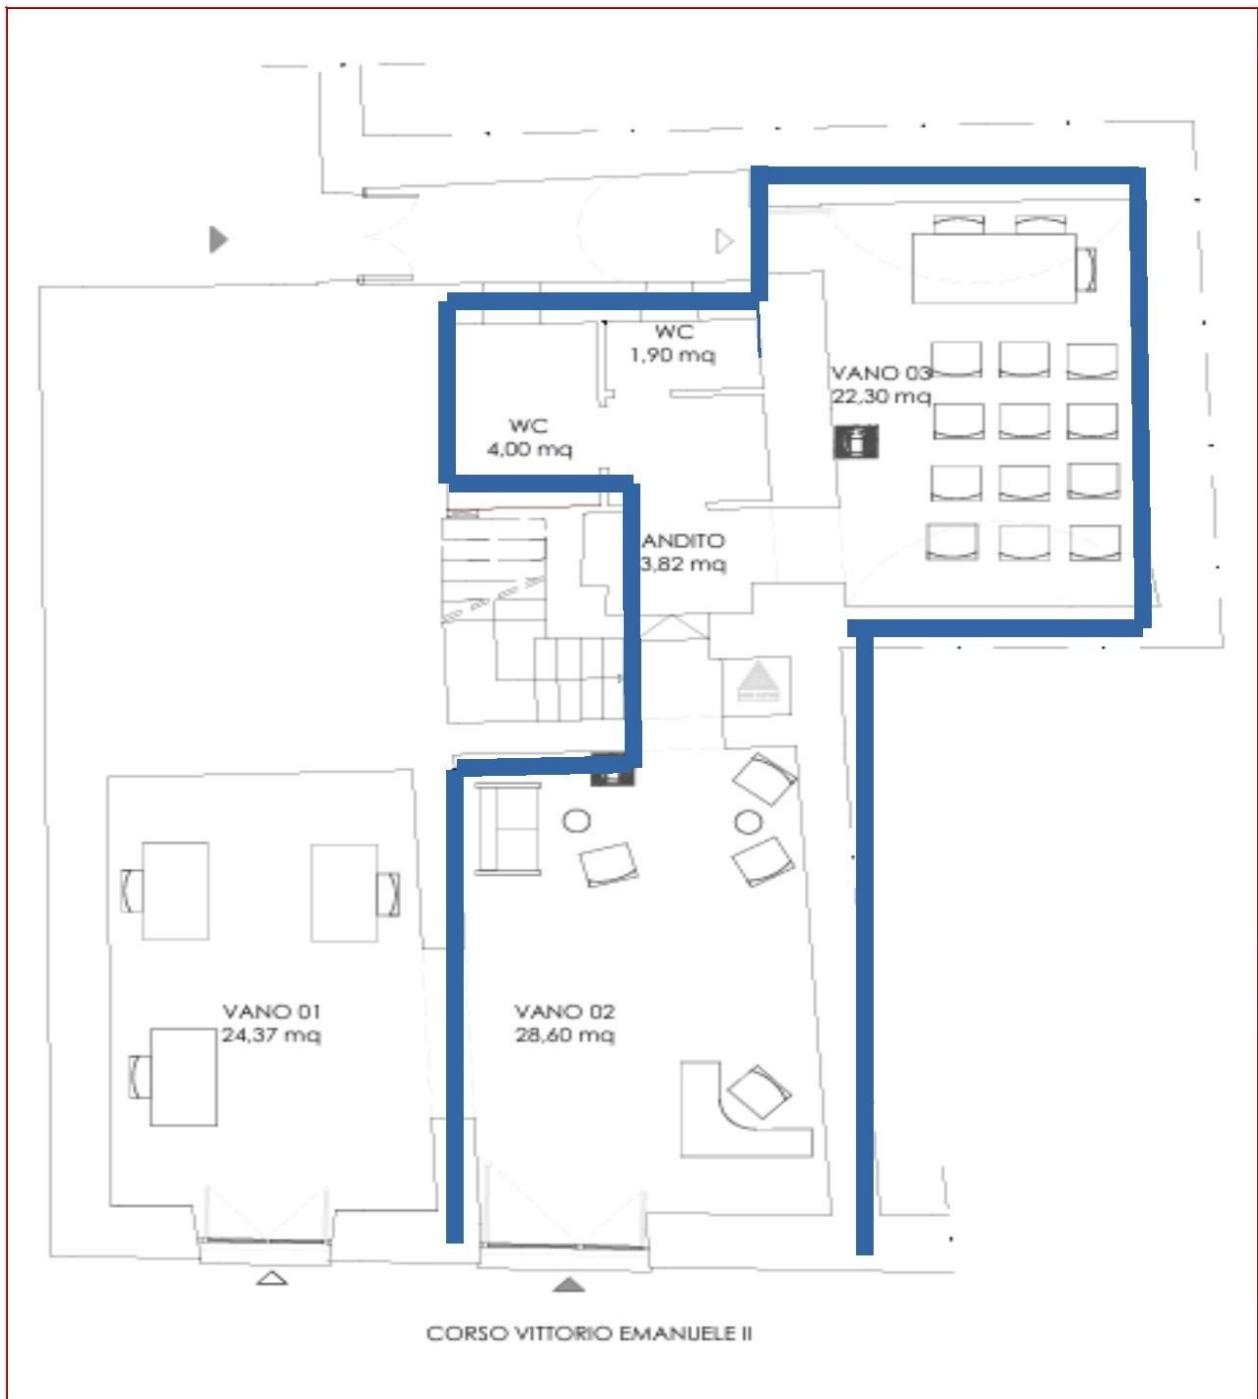 WC
1,90 mq
VANO 03
22,30 mq
WC
4,00 mq
ANDITO
3,82 mq
VANO 01
24,37 mq
VANO 02
28,60 mq
CORSO VITTORIO EMANUELE II